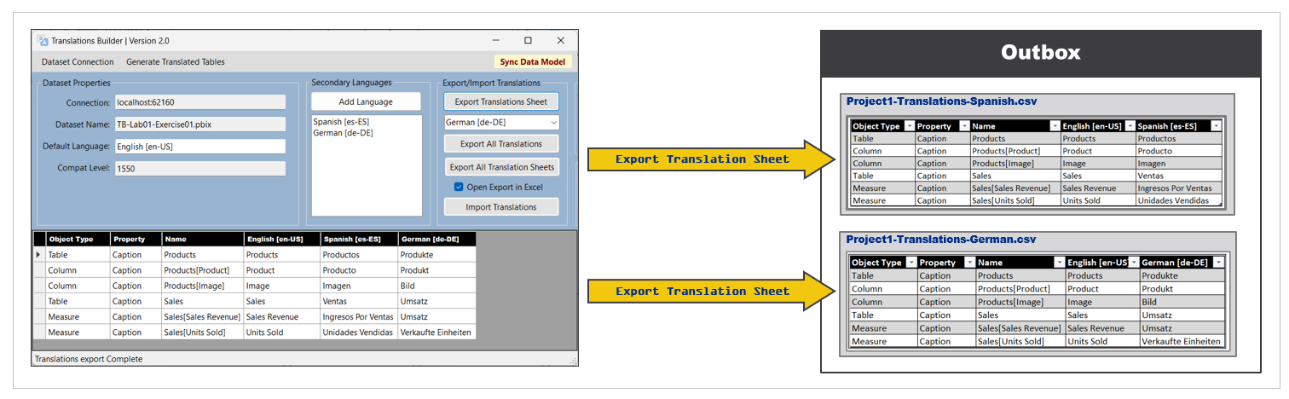 Translations Builder | Version 2.0
Dataset Connection Generate Translated Tables Sync Data Model
Dataset Properties
Connection: localhost:62160
Dataset Name: TB-Lab01-Exercise01.pbix
Default Language: English [en-US]
Compat Level: 1550
Secondary Languages
Add Language
Spanish [es-ES]
German [de-DE]
Export/Import Translations
Export Translations Sheet
German [de-DE]
Export All Translations
Export All Translation Sheets
Open Export in Excel
Import Translations
Object Type Property Name English [en-US] Spanish [es-ES] German [de-DE]
Table Caption Products Products Productos Produkte
Column Caption Products[Product] Product Producto Produkt
Column Caption Products[Image] Image Imagen Bild
Table Caption Sales Sales Ventas Umsatz
Measure Caption Sales[Sales Revenue] Sales Revenue Ingresos Por Ventas Umsatz
Measure Caption Sales[Units Sold] Units Sold Unidades Vendidas Verkaufte Einheiten
Translations export Complete
Export Translation Sheet
Export Translation Sheet
Outbox
Project1-Translations-Spanish.csv
Object Type Property Name English [en-US] Spanish [es-ES]
Table Caption Products Products Productos
Column Caption Products[Product] Product Producto
Column Caption Products[Image] Image Imagen
Table Caption Sales Sales Ventas
Measure Caption Sales[Sales Revenue] Sales Revenue Ingresos Por Ventas
Measure Caption Sales[Units Sold] Units Sold Unidades Vendidas
Project1-Translations-German.csv
Object Type Property Name English [en-US German [de-DE]
Table Caption Products Products Produkte
Column Caption Products[Product] Product Produkt
Column Caption Products[Image] Image Bild
Table Caption Sales Sales Umsatz
Measure Caption Sales[Sales Revenue] Sales Revenue Umsatz
Measure Caption Sales[Units Sold] Units Sold Verkaufte Einheiten